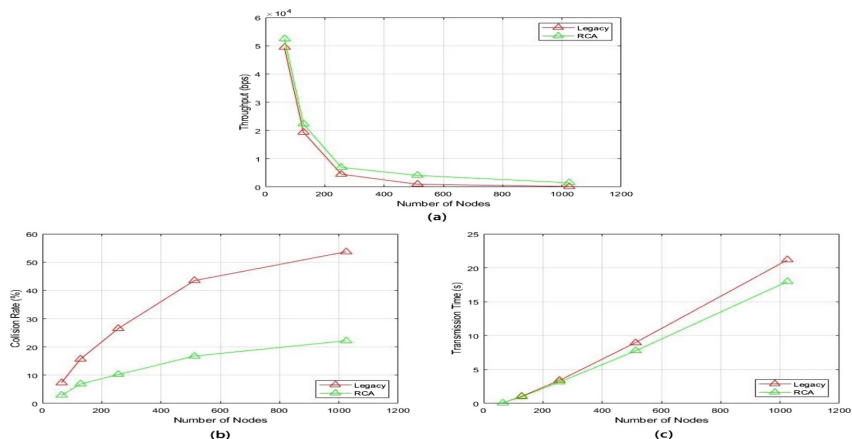 × 10⁴
6
5
4
3
2
1
0
Throughput (bps)
Legacy
RCA
0 200 400 600 800 1000 1200
Number of Nodes
(a)
60
50
40
30
20
10
0
Collision Rate (%)
Legacy
RCA
0 200 400 600 800 1000 1200
Number of Nodes
(b)
25
20
15
10
5
0
Transmission Time (s)
Legacy
RCA
0 200 400 600 800 1000 1200
Number of Nodes
(c)